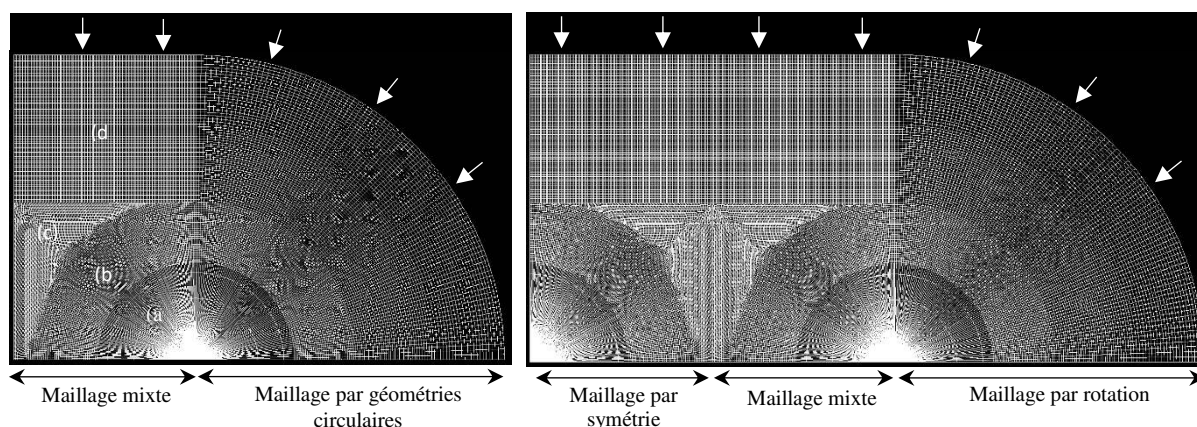 (d
(c)
(b
(a
Maillage mixte
Maillage par géométries
circulaires
Maillage par
symétrie
Maillage mixte
Maillage par rotation